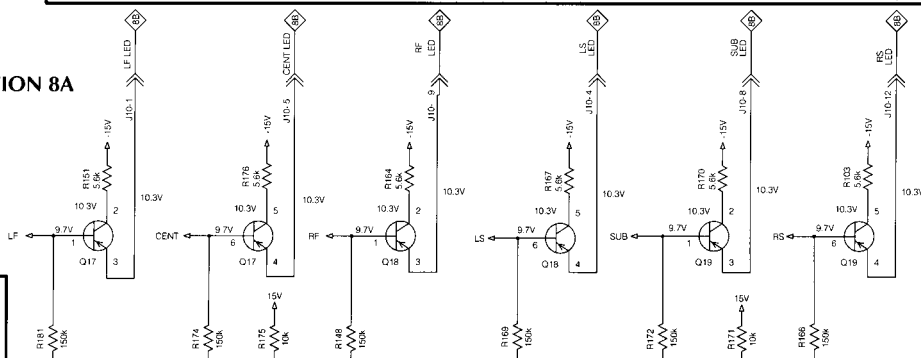 8B 8B 8B 8B 8B 8B
LF LED
CENT LED
RF LED
LS LED
SUB LED
RS LED
TION 8A
J10-1
J10-5
J10-9
J10-4
J10-8
J10-12
-15V -15V -15V -15V -15V -15V
R151 5.6k
R176 5.6k
R164 5.6k
R167 5.6k
R170 5.6k
R103 5.6k
10.3V 10.3V 10.3V 10.3V 10.3V 10.3V
10.3V 2 10.3V 5 10.3V 2 10.3V 5 10.3V 2 10.3V 5
LF 9.7V 1
CENT 9.7V 6
RF 9.7V 1
LS 9.7V 6
SUB 9.7V 1
RS 9.7V 6
Q17 3 Q17 4 Q18 3 Q18 4 Q19 3 Q19 4
15V 15V
R181 150k
R174 150k
R175 10k
R148 150k
R169 150k
R172 150k
R171 10k
R166 150k